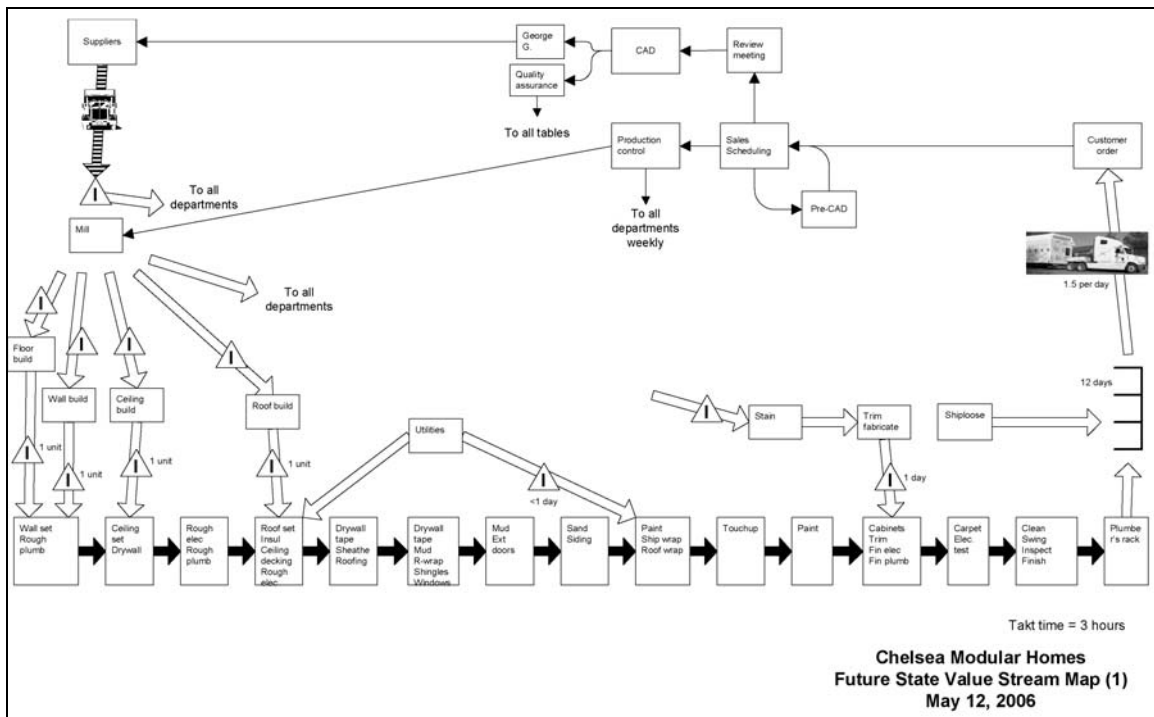 Suppliers
George
G.
CAD
Review
meeting
Quality
assurance
To all tables
Production
control
Sales
Scheduling
Customer
order
Pre-CAD
To all
departments
weekly
I
To all
departments
Mill
To all
departments
1.5 per day
I
I
I
I
Floor
build
Wall build
Ceiling
build
Roof build
12 days
I
Stain
Trim
fabricate
Shiploose
Utilities
I
1 unit
I
1 unit
I
1 unit
I
1 unit
I
<1 day
I
1 day
Wall set
Rough
plumb
Ceiling
set
Drywall
Rough
elec
Rough
plumb
Roof set
Insul
Ceiling
decking
Rough
elec
Drywall
tape
Sheathe
Roofing
Drywall
tape
Mud
R-wrap
Shingles
Windows
Mud
Ext
doors
Sand
Siding
Paint
Ship wrap
Roof wrap
Touchup
Paint
Cabinets
Trim
Fin elec
Fin plumb
Carpet
Elec.
test
Clean
Swing
Inspect
Finish
Plumbe
r's rack
Takt time = 3 hours
Chelsea Modular Homes
Future State Value Stream Map (1)
May 12, 2006